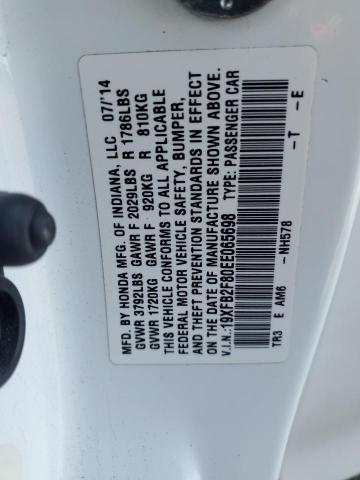 MFD. BY HONDA MFG. OF INDIANA, LLC 07/'14
GVWR 3792LBS GAWR F 2029LBS R 1786LBS
GVWR 1720KG GAWR F 920KG R 810KG
THIS VEHICLE CONFORMS TO ALL APPLICABLE
FEDERAL MOTOR VEHICLE SAFETY, BUMPER,
AND THEFT PREVENTION STANDARDS IN EFFECT
ON THE DATE OF MANUFACTURE SHOWN ABOVE.
V.I.N.:19XFB2F60EE065698 TYPE: PASSENGER CAR
TR3 E AM6 -NH578 -T -E